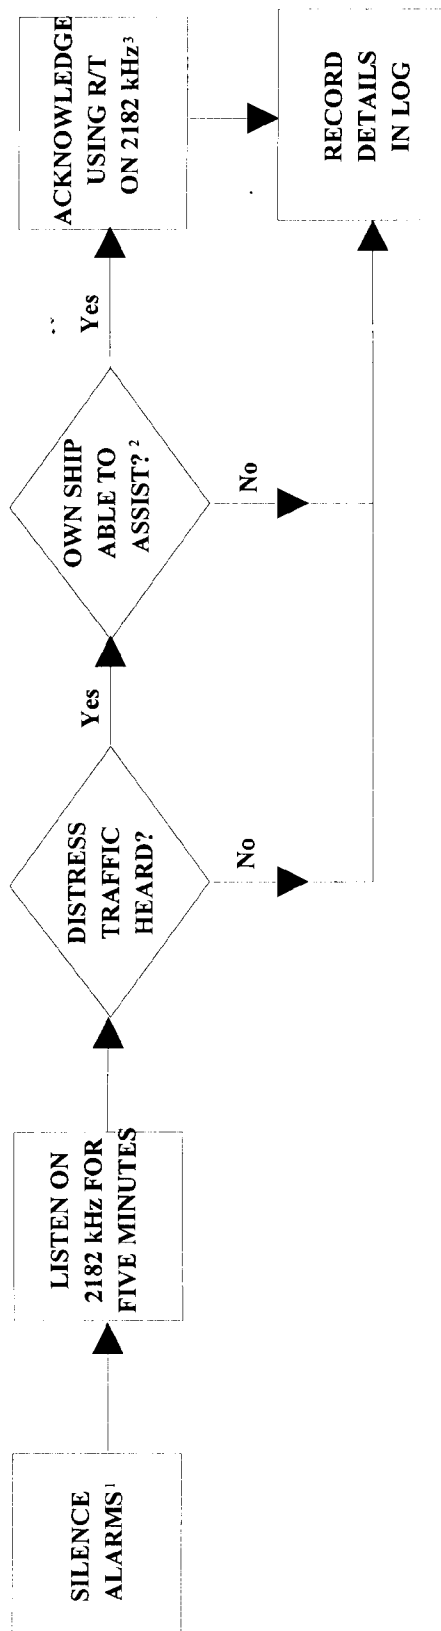 SILENCE
ALARMS¹
LISTEN ON
2182 kHz FOR
FIVE MINUTES
DISTRESS
TRAFFIC
HEARD?
Yes
No
OWN SHIP
ABLE TO
ASSIST? ²
Yes
No
ACKNOWLEDGE
USING R/T
ON 2182 kHz³
RECORD
DETAILS
IN LOG